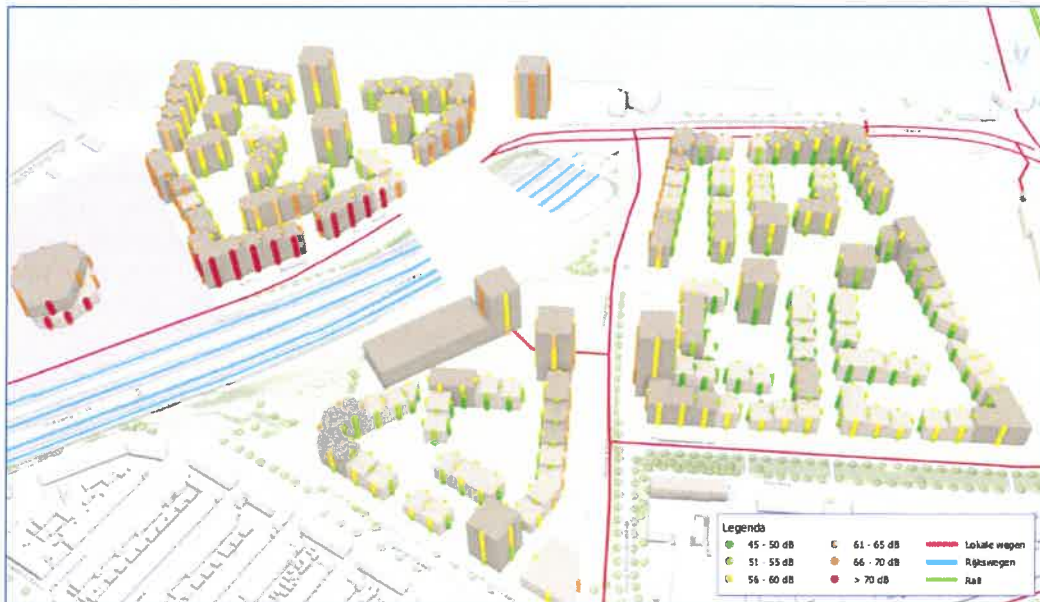 Legenda
45 - 50 dB
51 - 55 dB
56 - 60 dB
61 - 65 dB
66 - 70 dB
> 70 dB
Lokale wegen
Rijkswegen
Rail